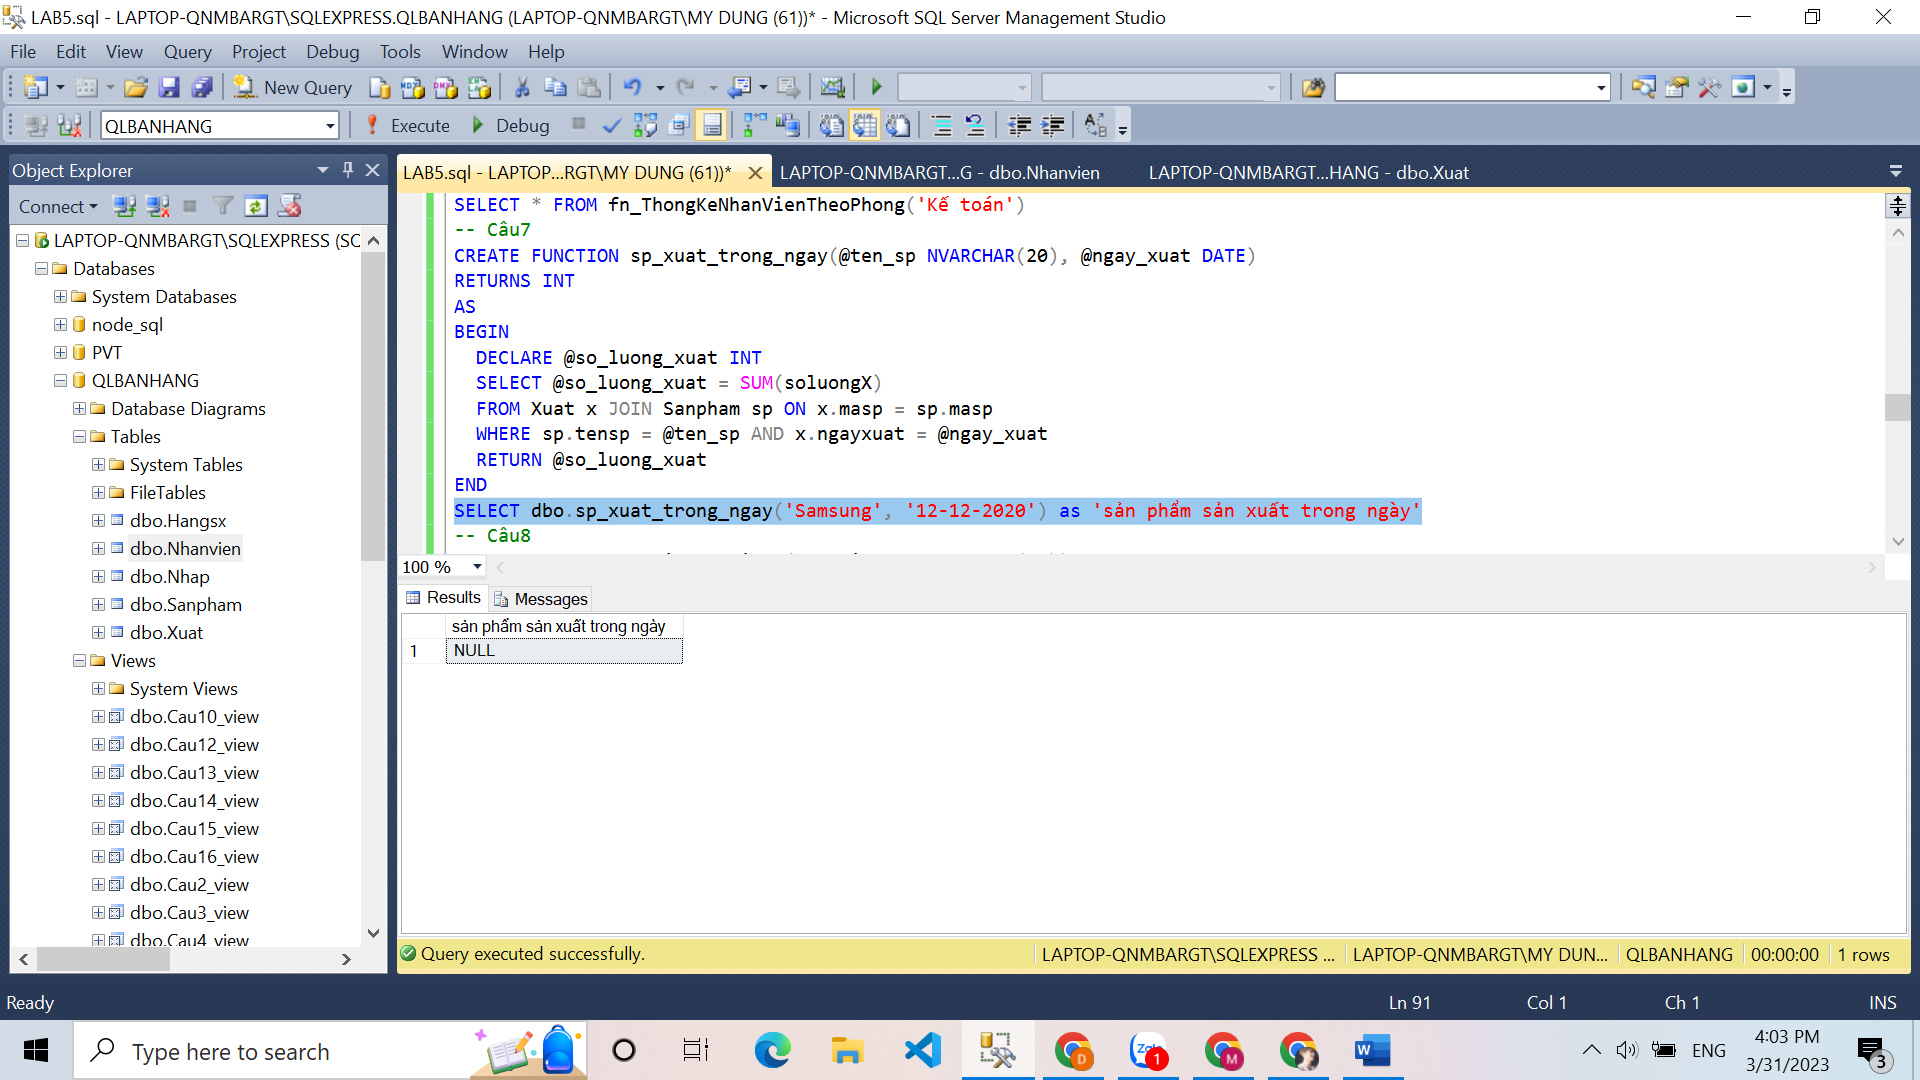 LAB5.sql - LAPTOP-QNMBARGT\SQLEXPRESS.QLBANHANG (LAPTOP-QNMBARGT\MY DUNG (61))* - Microsoft SQL Server Management Studio
File Edit View Query Project Debug Tools Window Help
New Query
QLBANHANG
Execute
Debug
Object Explorer
Connect
LAPTOP-QNMBARGT\SQLEXPRESS (SC
Databases
System Databases
node_sql
PVT
QLBANHANG
Database Diagrams
Tables
System Tables
FileTables
dbo.Hangsx
dbo.Nhanvien
dbo.Nhap
dbo.Sanpham
dbo.Xuat
Views
System Views
dbo.Cau10_view
dbo.Cau12_view
dbo.Cau13_view
dbo.Cau14_view
dbo.Cau15_view
dbo.Cau16_view
dbo.Cau2_view
dbo.Cau3_view
dbo.Cau4_view
LAB5.sql - LAPTOP...RGT\MY DUNG (61))*
LAPTOP-QNMBARGT...G - dbo.Nhanvien
LAPTOP-QNMBARGT...HANG - dbo.Xuat
SELECT * FROM fn_ThongKeNhanVienTheoPhong('Kế toán')
-- Câu7
CREATE FUNCTION sp_xuat_trong_ngay(@ten_sp NVARCHAR(20), @ngay_xuat DATE)
RETURNS INT
AS
BEGIN
DECLARE @so_luong_xuat INT
SELECT @so_luong_xuat = SUM(soluongX)
FROM Xuat x JOIN Sanpham sp ON x.masp = sp.masp
WHERE sp.tensp = @ten_sp AND x.ngayxuat = @ngay_xuat
RETURN @so_luong_xuat
END
SELECT dbo.sp_xuat_trong_ngay('Samsung', '12-12-2020') as 'sản phẩm sản xuất trong ngày'
-- Câu8
100 %
Results
Messages
sản phẩm sản xuất trong ngày
1 NULL
Query executed successfully.
LAPTOP-QNMBARGT\SQLEXPRESS ...
LAPTOP-QNMBARGT\MY DUN...
QLBANHANG
00:00:00
1 rows
Ready
Ln 91
Col 1
Ch 1
INS
Type here to search
D
Zalo
1
M
W
ENG
4:03 PM
3/31/2023
3